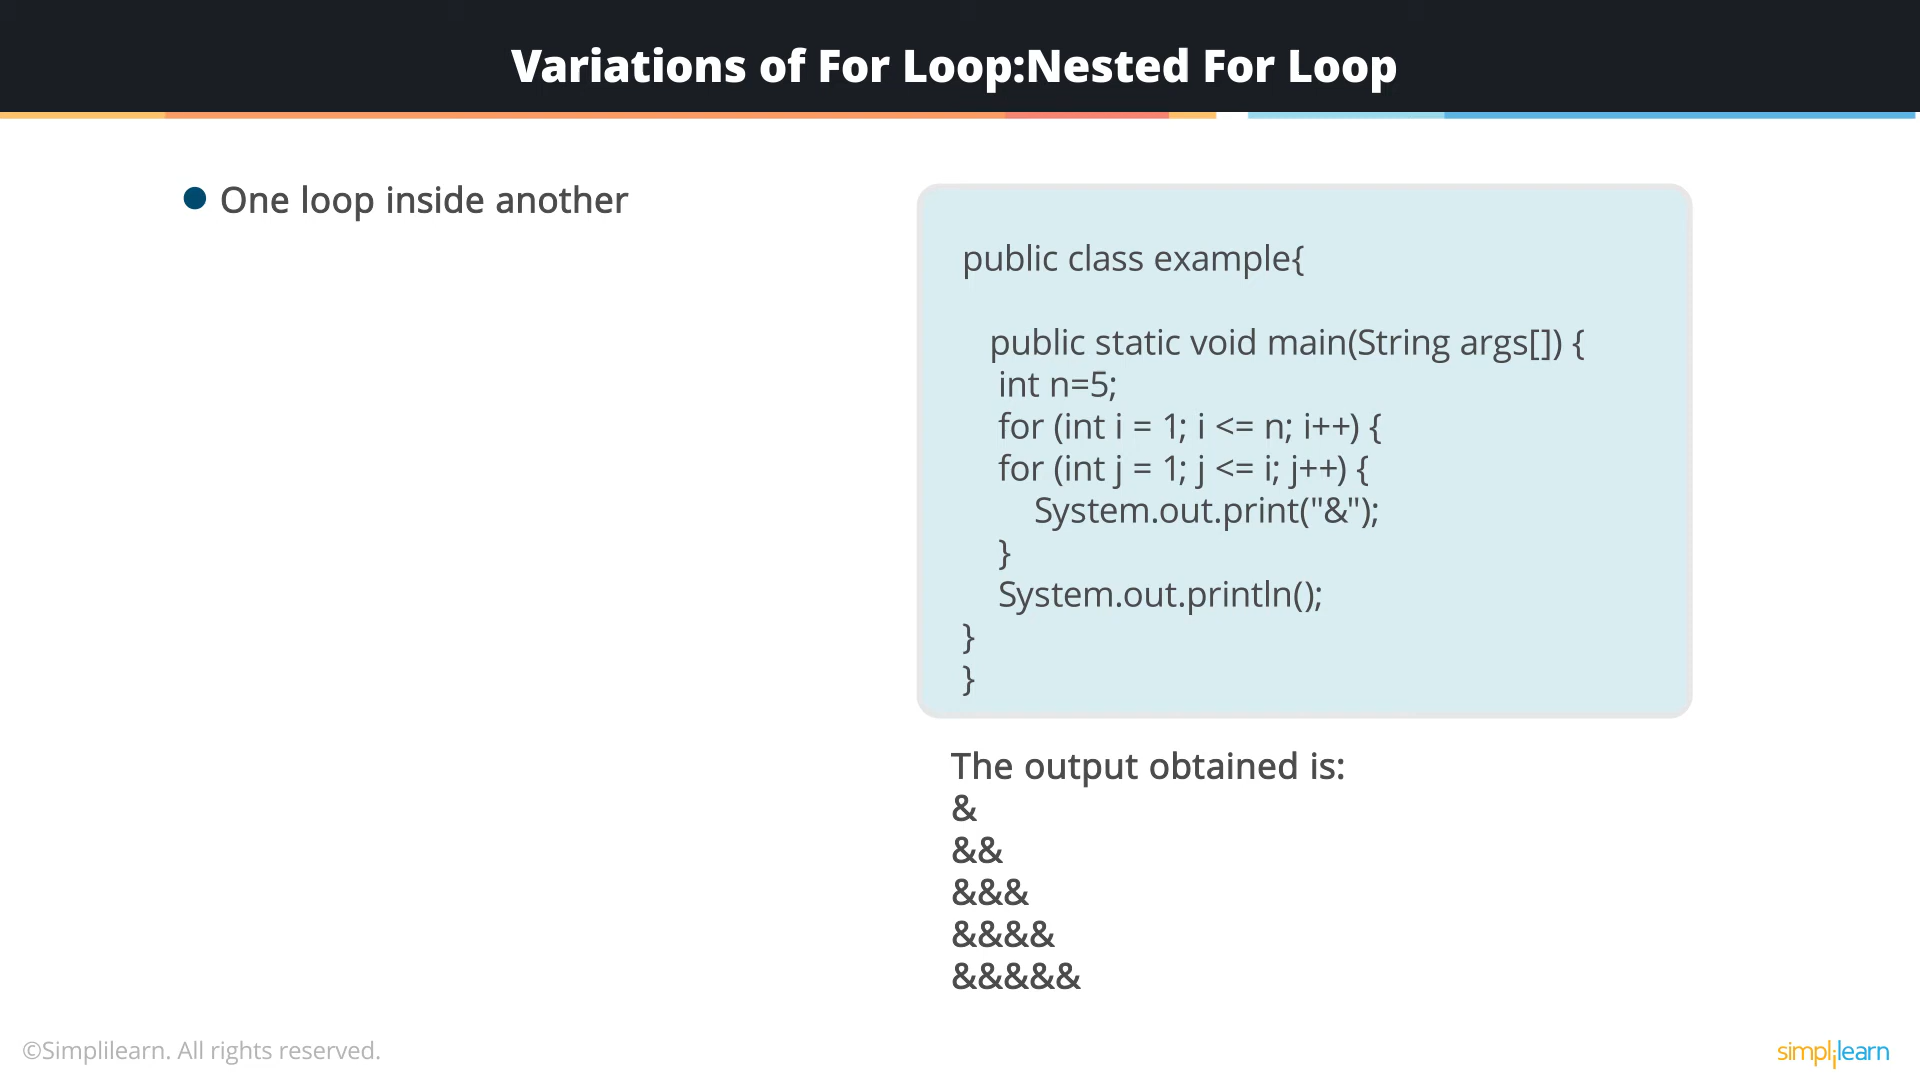 Variations of For Loop:Nested For Loop
One loop inside another
public class example{
public static void main(String args[]) {
int n=5;
for (int i = 1; i <= n; i++) {
for (int j = 1; j <= i; j++) {
System.out.print("&");
}
System.out.println();
}
}
The output obtained is:
&
&&
&&&
&&&&
&&&&&
©Simplilearn. All rights reserved.
simplilearn